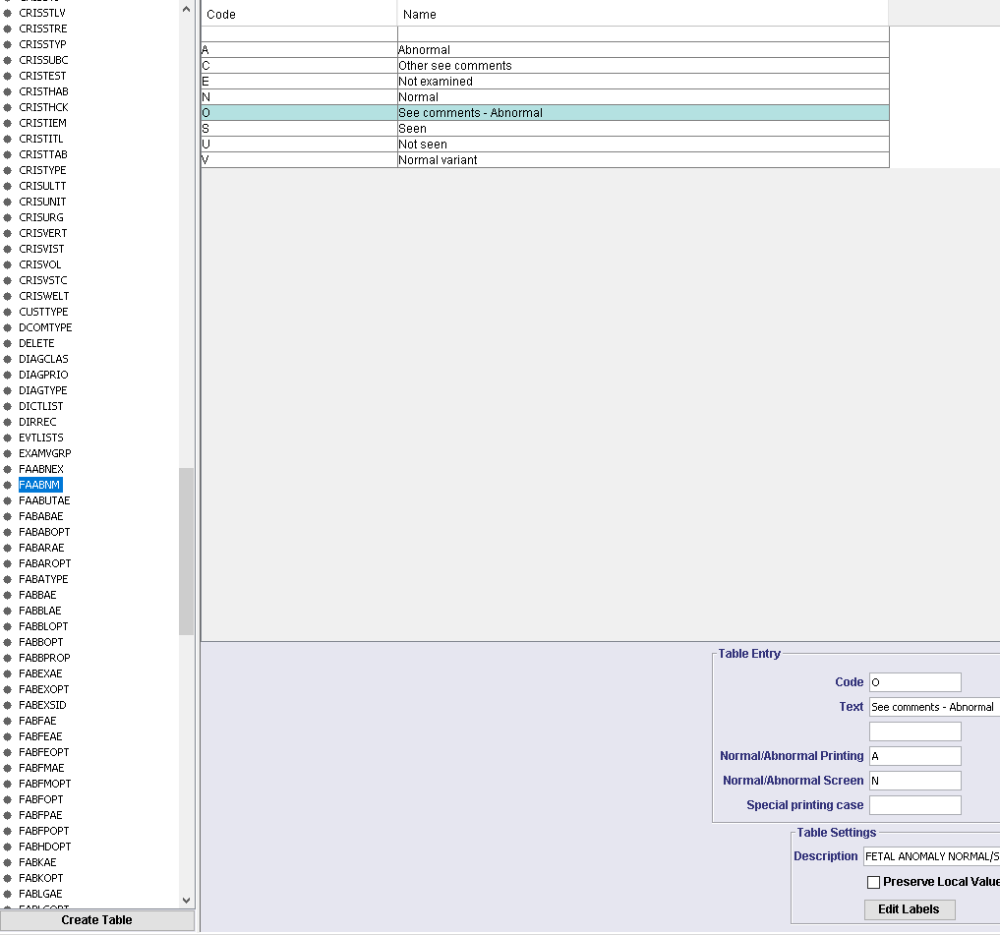 CRISSTLV
CRISSTRE
CRISSTYP
CRISSUBC
CRISTEST
CRISTHAB
CRISTHCK
CRISTIEM
CRISTITL
CRISTTAB
CRISTYPE
CRISULTT
CRISUNIT
CRISURG
CRISVERT
CRISVIST
CRISVOL
CRISVSTC
CRISWELT
CUSTTYPE
DCOMTYPE
DELETE
DIAGCLAS
DIAGPRIO
DIAGTYPE
DICTLIST
DIRREC
EVTLISTS
EXAMVGRP
FAABNEX
FAABNM
FAABUTAE
FABABAE
FABABOPT
FABARAE
FABAROPT
FABATYPE
FABBAE
FABBLAE
FABBLOPT
FABBOPT
FABBPROP
FABEXAE
FABEXOPT
FABEXSID
FABFAE
FABFEAE
FABFEOPT
FABFMAE
FABFMOPT
FABFOPT
FABFPAE
FABFPOPT
FABHDOPT
FABKAE
FABKOPT
FABLGAE
Create Table
Code Name
A Abnormal
C Other see comments
E Not examined
N Normal
O See comments - Abnormal
S Seen
U Not seen
V Normal variant
Table Entry
Code O
Text See comments - Abnormal
Normal/Abnormal Printing A
Normal/Abnormal Screen N
Special printing case
Table Settings
Description FETAL ANOMALY NORMAL/S
Preserve Local Value
Edit Labels